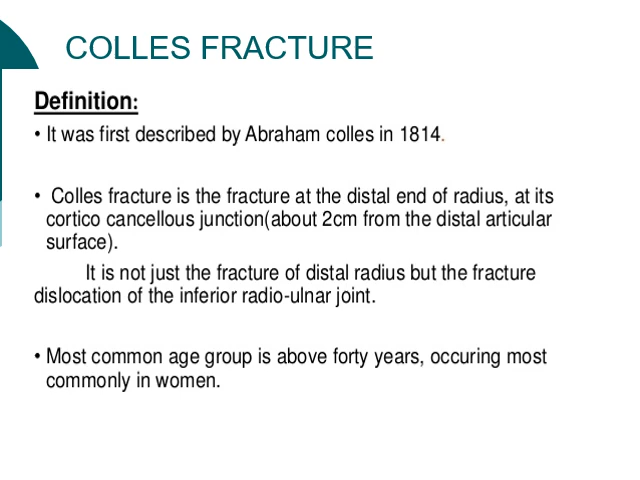 COLLES FRACTURE
Definition:
• It was first described by Abraham colles in 1814.
• Colles fracture is the fracture at the distal end of radius, at its
cortico cancellous junction(about 2cm from the distal articular
surface).
It is not just the fracture of distal radius but the fracture
dislocation of the inferior radio-ulnar joint.
• Most common age group is above forty years, occuring most
commonly in women.